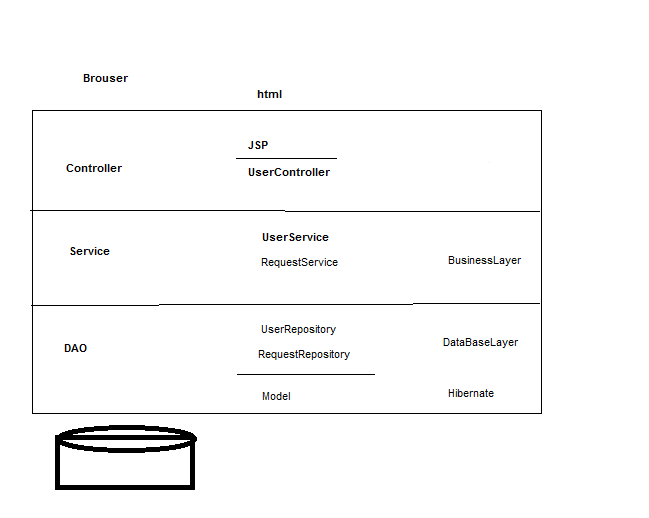 Brouser
html
JSP
Controller
UserController
UserService
Service
RequestService
BusinessLayer
UserRepository
DAO
RequestRepository
DataBaseLayer
Model
Hibernate